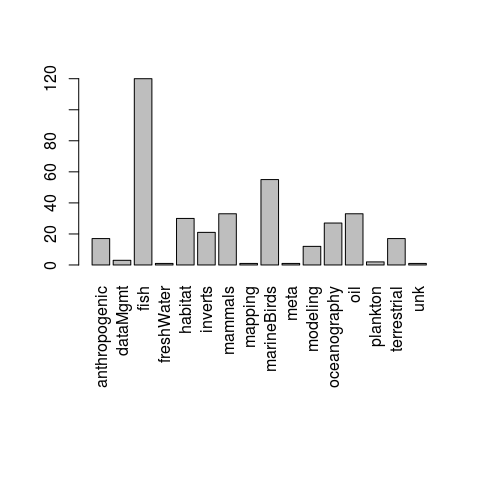 120
80
60
40
20
0
anthropogenic
dataMgmt
fish
freshWater
habitat
inverts
mammals
mapping
marineBirds
meta
modeling
oceanography
oil
plankton
terrestrial
unk